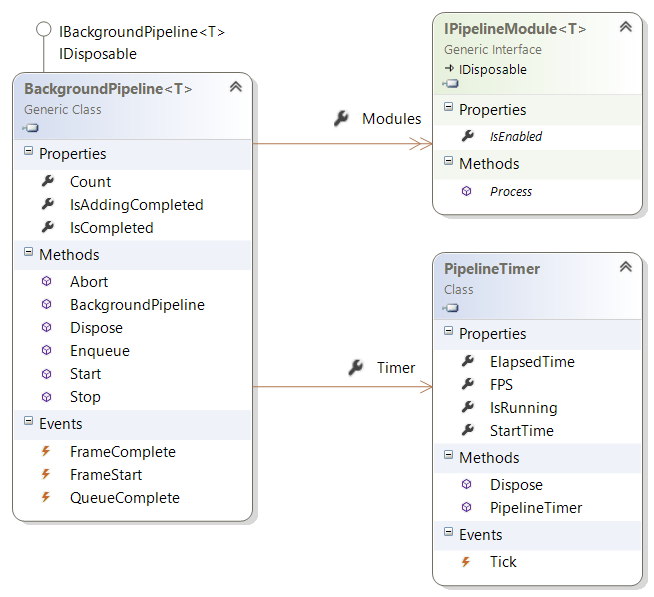 IBackgroundPipeline<T>
IDisposable
BackgroundPipeline<T>
Generic Class
Properties
Count
IsAddingCompleted
IsCompleted
Methods
Abort
BackgroundPipeline
Dispose
Enqueue
Start
Stop
Events
FrameComplete
FrameStart
QueueComplete
Modules
Timer
IPipelineModule<T>
Generic Interface
IDisposable
Properties
IsEnabled
Methods
Process
PipelineTimer
Class
Properties
ElapsedTime
FPS
IsRunning
StartTime
Methods
Dispose
PipelineTimer
Events
Tick